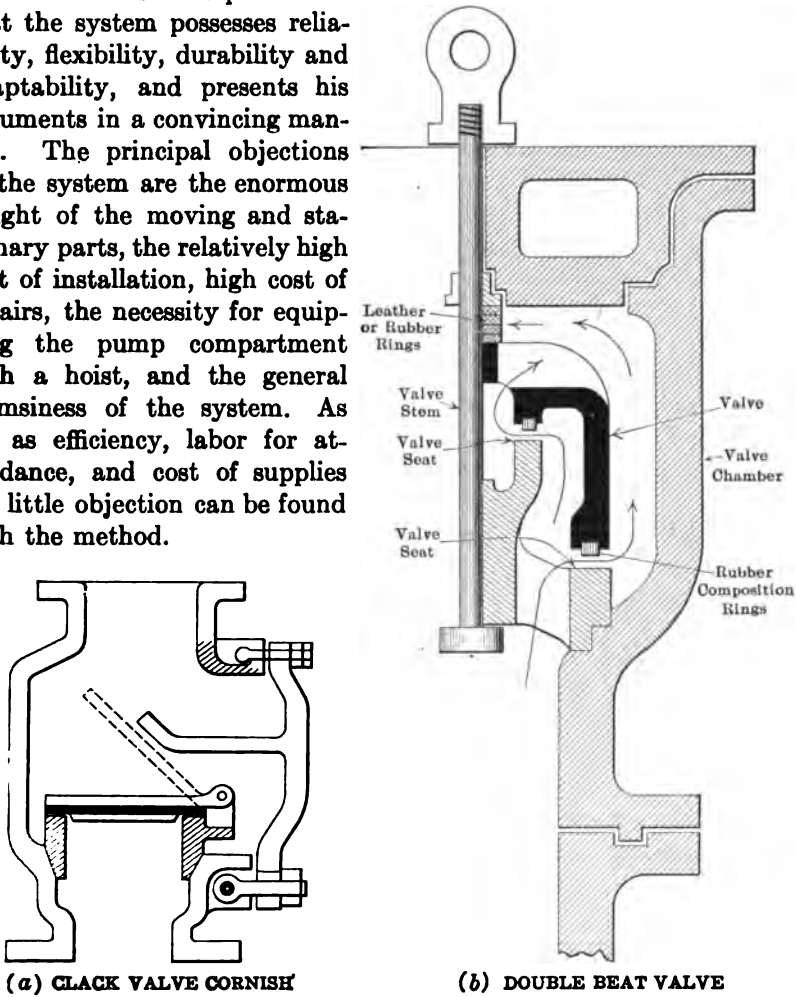 t the system possesses relia-
ty, flexibility, durability and
aptability, and presents his
uments in a convincing man-
. The principal objections
the system are the enormous
ght of the moving and sta-
nary parts, the relatively high
t of installation, high cost of
airs, the necessity for equip-
g the pump compartment
h a hoist, and the general
msiness of the system. As
as efficiency, labor for at-
dance, and cost of supplies
little objection can be found
h the method.
Leather
or Rubber
Rings
Valve
Stem
Valve
Seat
Valve
Seat
Valve
Valve
Chamber
Rubber
Composition
Rings
(a) CLACK VALVE CORNISH
(b) DOUBLE BEAT VALVE